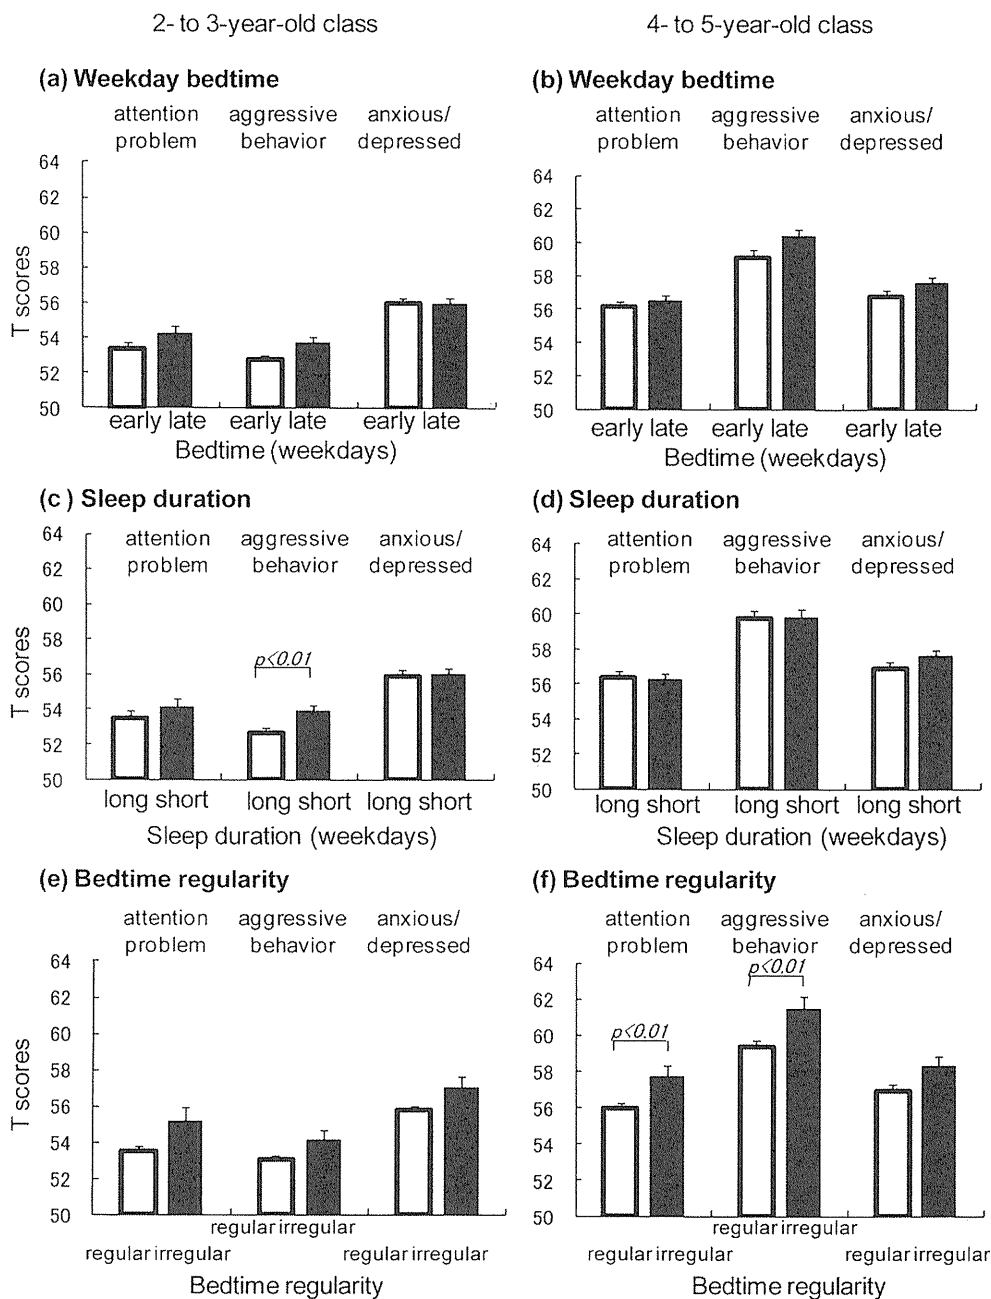 2- to 3-year-old class
4- to 5-year-old class
(a) Weekday bedtime
attention problem
aggressive behavior
anxious/ depressed
64
62
60
58
56
54
52
50
T scores
early late
early late
early late
Bedtime (weekdays)
(b) Weekday bedtime
attention problem
aggressive behavior
anxious/ depressed
64
62
60
58
56
54
52
50
early late
early late
early late
Bedtime (weekdays)
(c ) Sleep duration
attention problem
aggressive behavior
anxious/ depressed
64
62
60
58
56
54
52
50
T scores
p<0.01
long short
long short
long short
Sleep duration (weekdays)
(d) Sleep duration
attention problem
aggressive behavior
anxious/ depressed
64
62
60
58
56
54
52
50
long short
long short
long short
Sleep duration (weekdays)
(e) Bedtime regularity
attention problem
aggressive behavior
anxious/ depressed
64
62
60
58
56
54
52
50
T scores
regular irregular
regular irregular
regular irregular
Bedtime regularity
(f) Bedtime regularity
attention problem
aggressive behavior
anxious/ depressed
64
62
60
58
56
54
52
50
p<0.01
p<0.01
regular irregular
regular irregular
regular irregular
Bedtime regularity